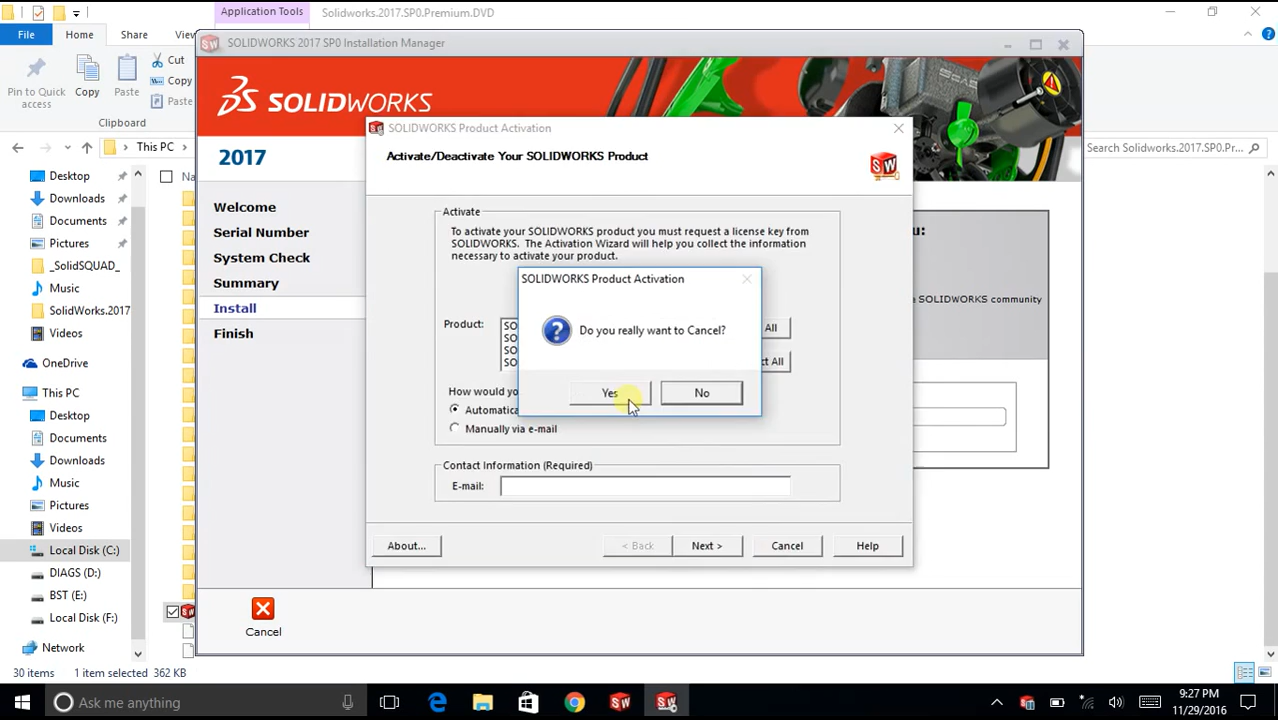 Application Tools
Solidworks.2017.SP0.Premium.DVD
File
Home
Share
View
Cut
Copy
Pin to Quick access
Copy
Paste
Paste
Clipboard
This PC
Search Solidworks.2017.SP0.Pr...
Desktop
Downloads
Documents
Pictures
_SolidSQUAD_
Music
SolidWorks.2017
Videos
OneDrive
This PC
Desktop
Documents
Downloads
Music
Pictures
Videos
Local Disk (C:)
DIAGS (D:)
BST (E:)
Local Disk (F:)
Network
30 items
1 item selected 362 KB
SOLIDWORKS 2017 SP0 Installation Manager
SOLIDWORKS
2017
Welcome
Serial Number
System Check
Summary
Install
Finish
Cancel
u:
a SOLIDWORKS community
SOLIDWORKS Product Activation
Activate/Deactivate Your SOLIDWORKS Product
Activate
To activate your SOLIDWORKS product you must request a license key from
SOLIDWORKS. The Activation Wizard will help you collect the information
necessary to activate your product.
Product:
SO
SO
SO
SO
All
ct All
How would yo
Automatica
Manually via e-mail
Contact Information (Required)
E-mail:
About...
< Back
Next >
Cancel
Help
SOLIDWORKS Product Activation
Do you really want to Cancel?
Yes
No
Ask me anything
9:27 PM
11/29/2016